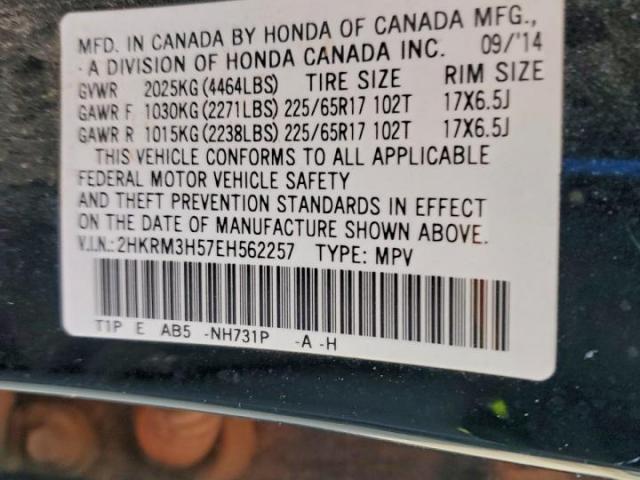 MFD. IN CANADA BY HONDA OF CANADA MFG.,
- A DIVISION OF HONDA CANADA INC. 09/'14
GVWR 2025KG(4464LBS) TIRE SIZE RIM SIZE
GAWR F 1030KG(2271LBS) 225/65R17 102T 17X6.5J
GAWR R 1015KG(2238LBS) 225/65R17 102T 17X6.5J
THIS VEHICLE CONFORMS TO ALL APPLICABLE
FEDERAL MOTOR VEHICLE SAFETY
AND THEFT PREVENTION STANDARDS IN EFFECT
ON THE DATE OF MANUFACTURE SHOWN ABOVE.
V.I.N.: 2HKRM3H57EH562257 TYPE: MPV
T1P E AB5 -NH731P -A -H